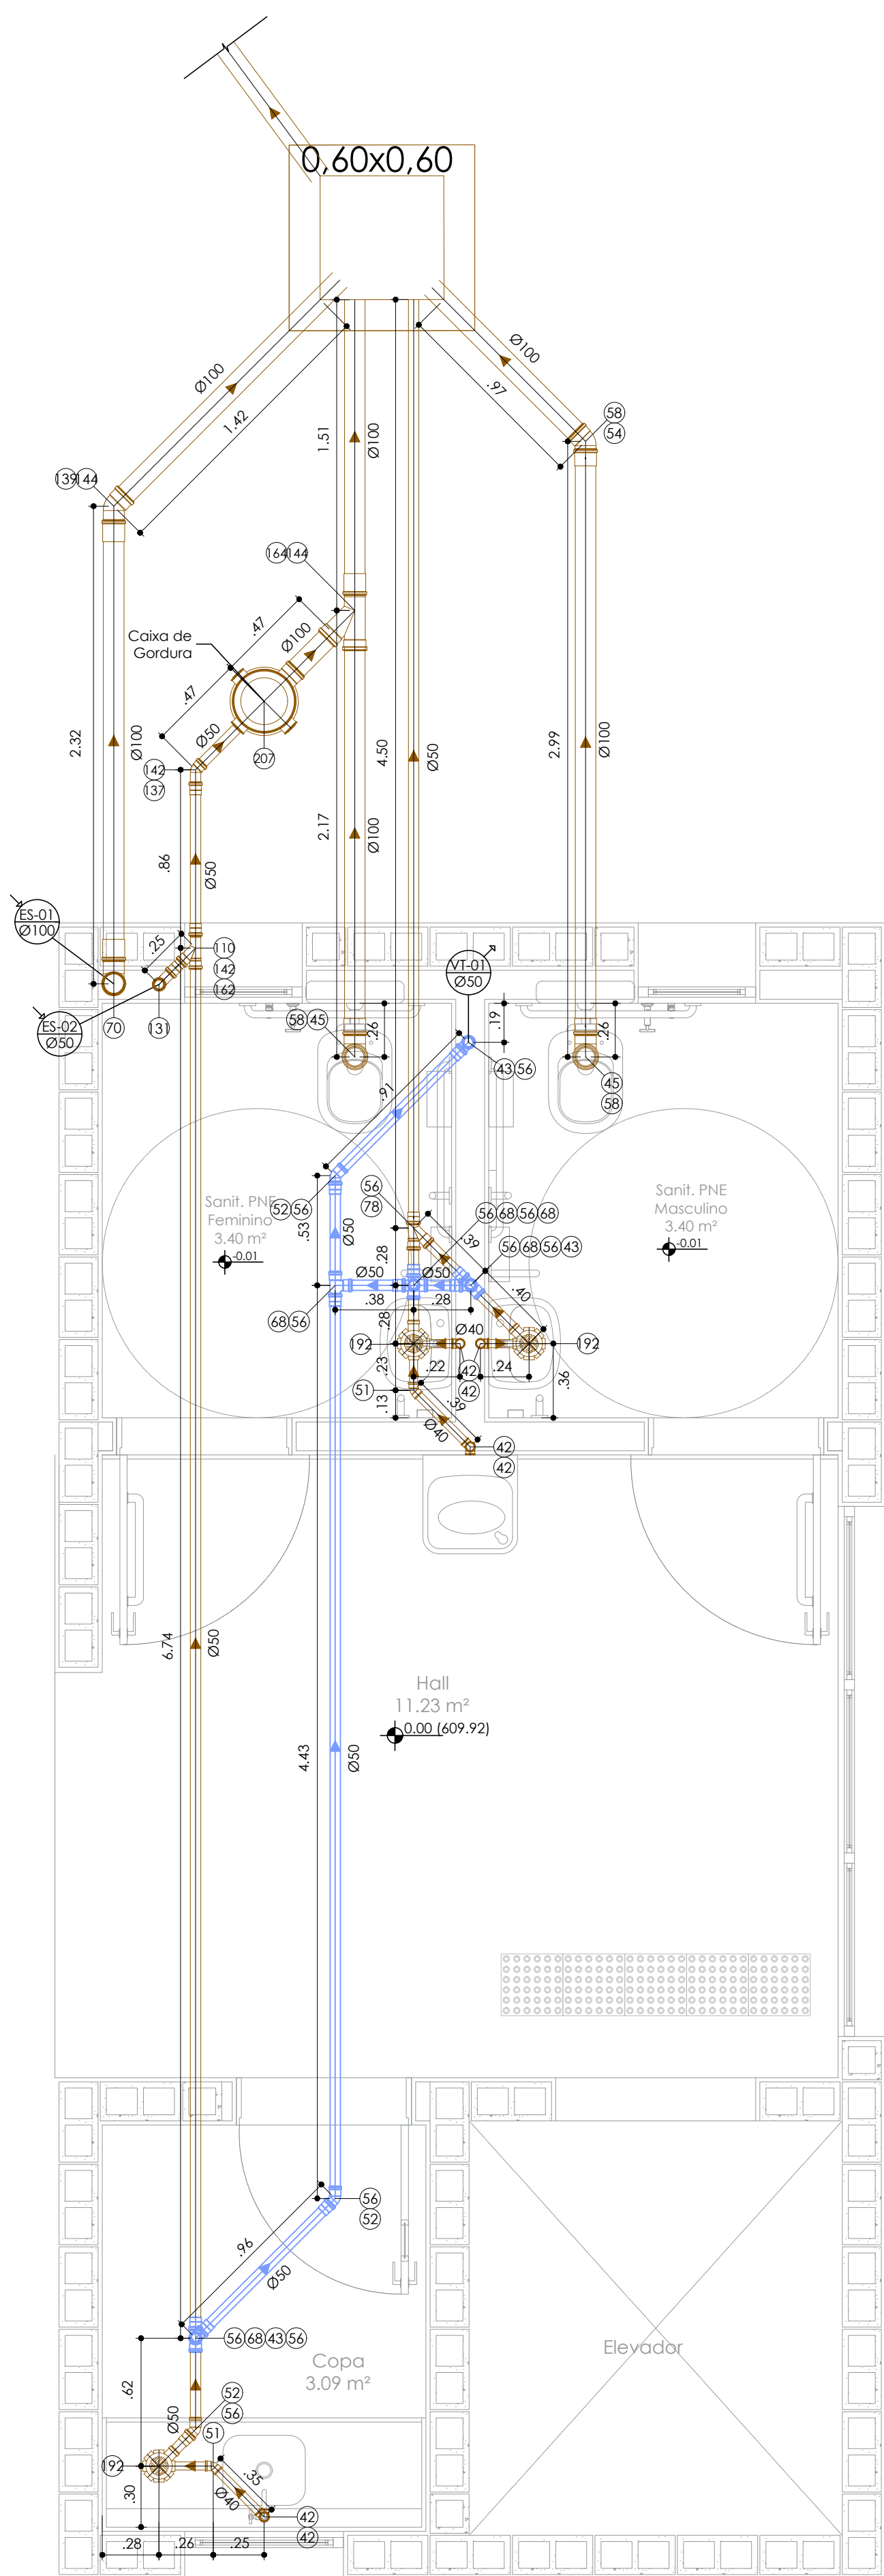 0,60x0,60
Ø100
1.42
1.51
Ø100
Ø100
.97
58
54
139
144
164
144
.47
Ø100
Caixa de
Gordura
.47
Ø50
207
2.32
Ø100
142
137
4.50
Ø50
2.99
Ø100
2.17
Ø100
.86
Ø50
ES-01
Ø100
.25
110
142
162
VT-01
Ø50
ES-02
Ø50
70
131
58
45
.26
.19
.26
43
56
45
58
.91
56
78
52
56
.53
Ø50
Sanit. PNE
Feminino
3.40 m²
-0.01
Sanit. PNE
Masculino
3.40 m²
-0.01
56
68
56
68
.39
.28
56
68
56
43
Ø50
Ø50
.38
.28
.40
68
56
.28
Ø40
192
192
.23
.22
42
42
.24
.36
51
.13
.39
Ø40
42
42
6.74
Ø50
Hall
11.23 m²
0.00 (609.92)
4.43
Ø50
56
52
.96
Ø50
56
68
43
56
Copa
3.09 m²
Elevador
.62
Ø50
52
56
51
192
.35
.30
Ø40
42
42
.28
.26
.25